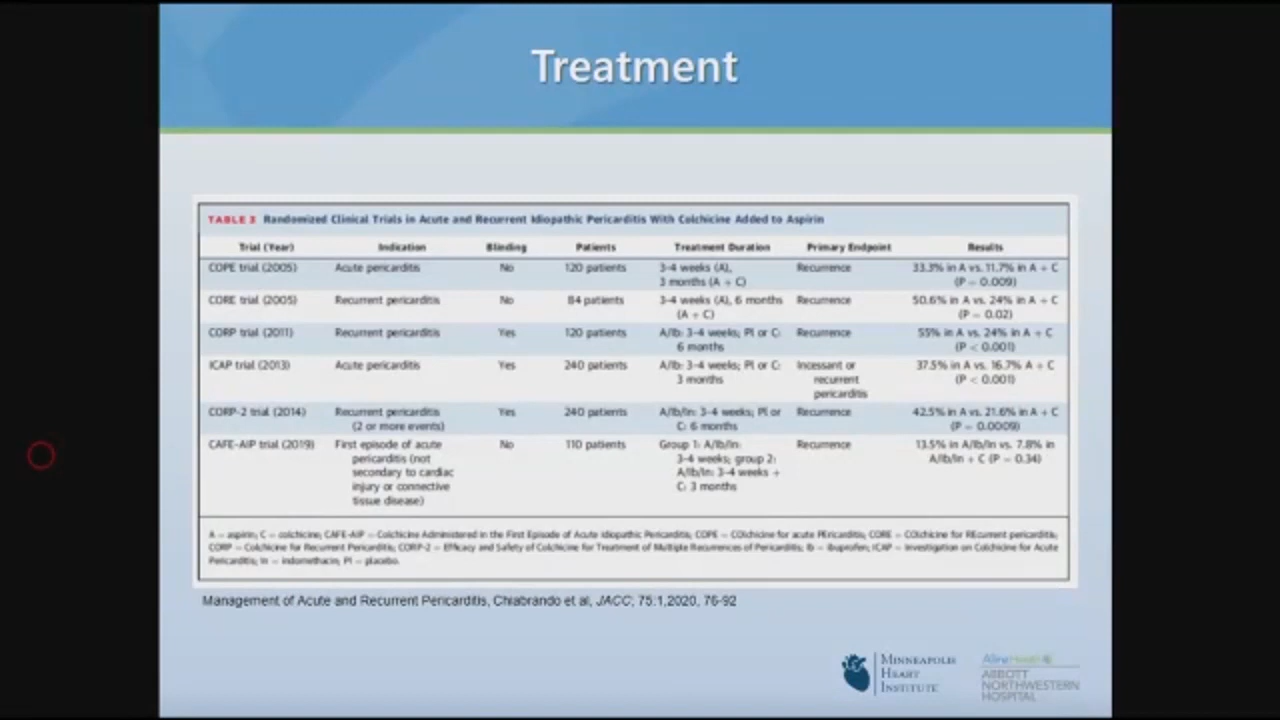 Treatment
TABLE 3 Randomized Clinical Trials in Acute and Recurrent Idiopathic Pericarditis With Colchicine Added to Aspirin
Trial (Year) Indication Blinding Patients Treatment Duration Primary Endpoint Results
COPE trial (2005) Acute pericarditis No 120 patients 3-4 weeks (A), Recurrence 33.3% in A vs. 11.7% in A + C
3 months (A + C) (P = 0.009)
CORE trial (2005) Recurrent pericarditis No 84 patients 3-4 weeks (A), 6 months Recurrence 50.6% in A vs. 24% in A + C
(A + C) (P = 0.02)
CORP trial (2011) Recurrent pericarditis Yes 120 patients A/Ib: 3-4 weeks; Pl or C: Recurrence 55% in A vs. 24% in A + C
6 months (P < 0.001)
ICAP trial (2013) Acute pericarditis Yes 240 patients A/Ib: 3-4 weeks; Pl or C: Incessant or 37.5% in A vs. 16.7% A + C
3 months recurrent (P < 0.001)
pericarditis
CORP-2 trial (2014) Recurrent pericarditis Yes 240 patients A/Ib/In: 3-4 weeks; Pl or Recurrence 42.5% in A vs. 21.6% in A + C
(2 or more events) C: 6 months (P = 0.0009)
CAFE-AIP trial (2019) First episode of acute No 110 patients Group 1: A/Ib/In: Recurrence 13.5% in A/Ib/In vs. 7.8% in
pericarditis (not 3-4 weeks; group 2: A/Ib/In + C (P = 0.34)
secondary to cardiac A/Ib/In: 3-4 weeks +
injury or connective C: 3 months
tissue disease)
A = aspirin; C = colchicine; CAFE-AIP = Colchicine Administered in the First Episode of Acute Idiopathic Pericarditis; COPE = COlchicine for acute PEricarditis; CORE = COlchicine for REcurrent pericarditis;
CORP = Colchicine for Recurrent Pericarditis; CORP-2 = Efficacy and Safety of Colchicine for Treatment of Multiple Recurrences of Pericarditis; Ib = ibuprofen; ICAP = Investigation on Colchicine for Acute
Pericarditis; In = indomethacin; Pl = placebo.
Management of Acute and Recurrent Pericarditis, Chiabrando et al, JACC; 75:1,2020, 76-92
MINNEAPOLIS
HEART
INSTITUTE
Allina Health
ABBOTT
NORTHWESTERN
HOSPITAL